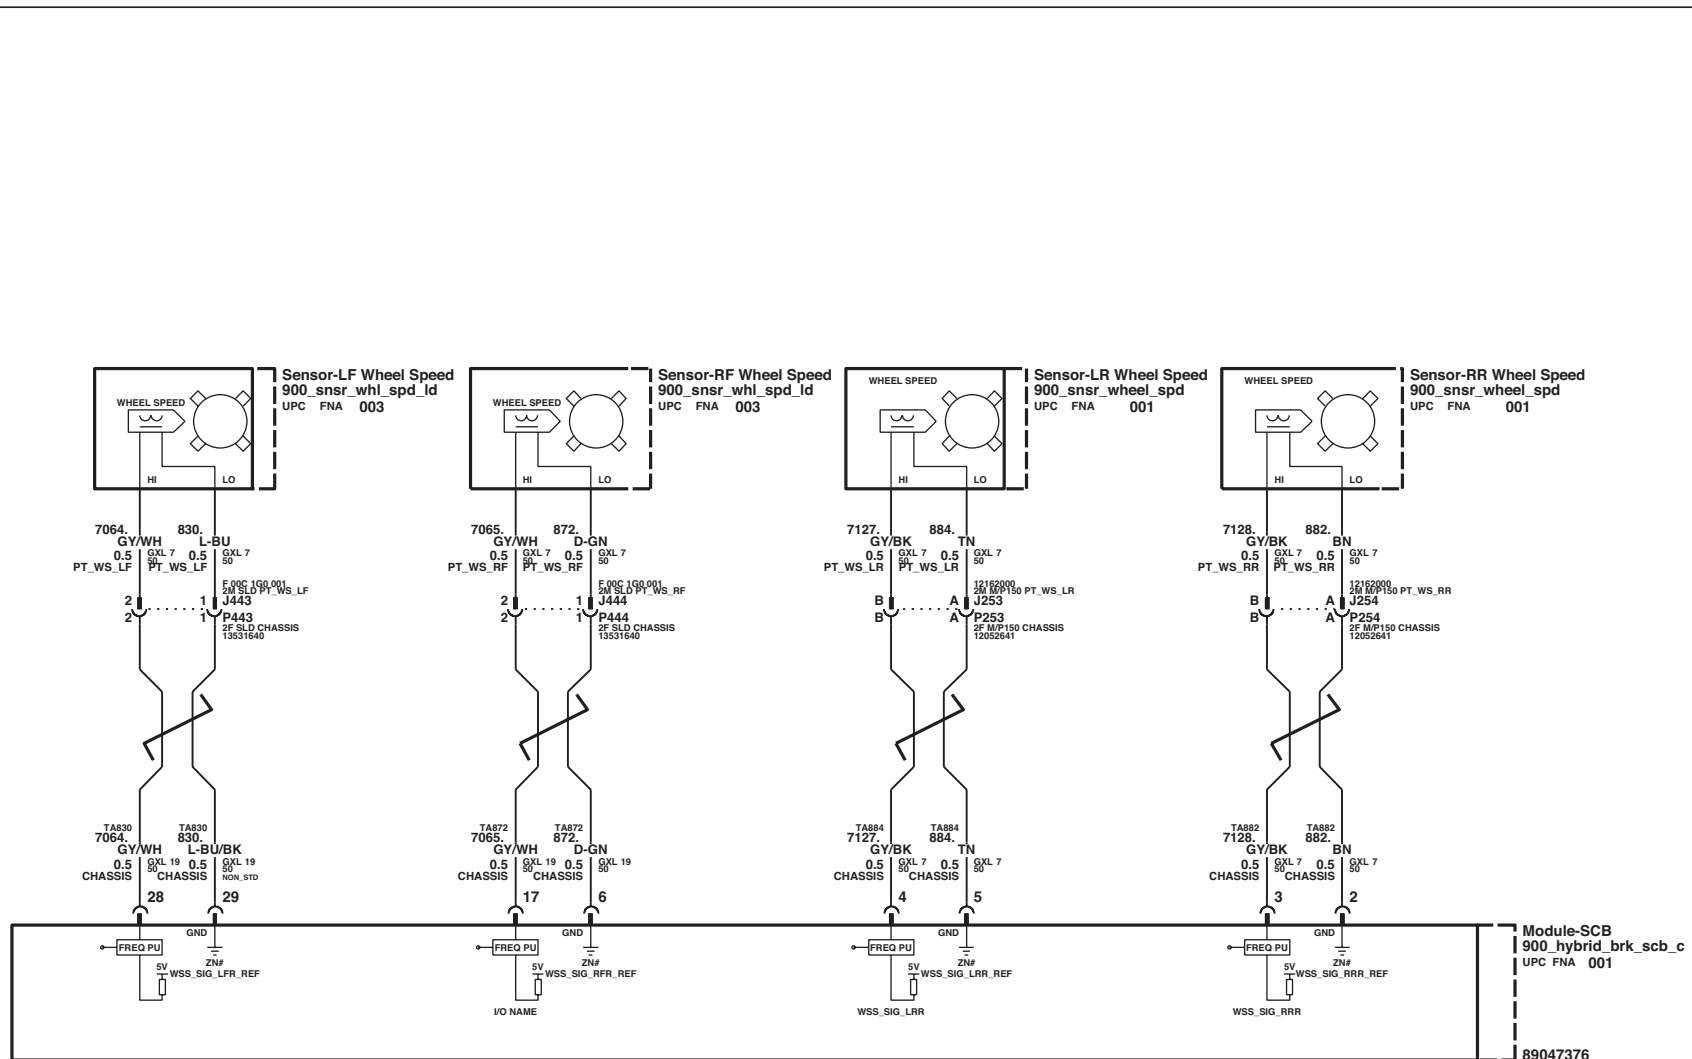 Sensor-LF Wheel Speed
900_snsr_whl_spd_ld
UPC FNA 003
WHEEL SPEED
HI LO
7064. 830.
GY/WH L-BU
0.5 GXL 7 0.5 GXL 7
50 50
PT_WS_LF PT_WS_LF
F 00C 1G0 001
2M SLD PT_WS_LF
2 1 J443
2 1 P443
2F SLD CHASSIS
13531640
TA830 TA830
7064. 830.
GY/WH L-BU/BK
0.5 GXL 19 0.5 GXL 19
50 50
CHASSIS CHASSIS NON_STD
28 29
GND
FREQ PU
ZN#
5V WSS_SIG_LFR_REF
Sensor-RF Wheel Speed
900_snsr_whl_spd_ld
UPC FNA 003
WHEEL SPEED
HI LO
7065. 872.
GY/WH D-GN
0.5 GXL 7 0.5 GXL 7
50 50
PT_WS_RF PT_WS_RF
F 00C 1G0 001
2M SLD PT_WS_RF
2 1 J444
2 1 P444
2F SLD CHASSIS
13531640
TA872 TA872
7065. 872.
GY/WH D-GN
0.5 GXL 19 0.5 GXL 19
50 50
CHASSIS CHASSIS
17 6
GND
FREQ PU
ZN#
5V WSS_SIG_RFR_REF
I/O NAME
Sensor-LR Wheel Speed
900_snsr_wheel_spd
UPC FNA 001
WHEEL SPEED
HI LO
7127. 884.
GY/BK TN
0.5 GXL 7 0.5 GXL 7
50 50
PT_WS_LR PT_WS_LR
12162000
2M M/P150 PT_WS_LR
B A J253
B A P253
2F M/P150 CHASSIS
12052641
TA884 TA884
7127. 884.
GY/BK TN
0.5 GXL 7 0.5 GXL 7
50 50
CHASSIS CHASSIS
4 5
GND
FREQ PU
ZN#
5V WSS_SIG_LRR_REF
WSS_SIG_LRR
Sensor-RR Wheel Speed
900_snsr_wheel_spd
UPC FNA 001
WHEEL SPEED
HI LO
7128. 882.
GY/BK BN
0.5 GXL 7 0.5 GXL 7
50 50
PT_WS_RR PT_WS_RR
12162000
2M M/P150 PT_WS_RR
B A J254
B A P254
2F M/P150 CHASSIS
12052641
TA882 TA882
7128. 882.
GY/BK BN
0.5 GXL 7 0.5 GXL 7
50 50
CHASSIS CHASSIS
3 2
GND
FREQ PU
ZN#
5V WSS_SIG_RRR_REF
WSS_SIG_RRR
Module-SCB
900_hybrid_brk_scb_c
UPC FNA 001
89047376